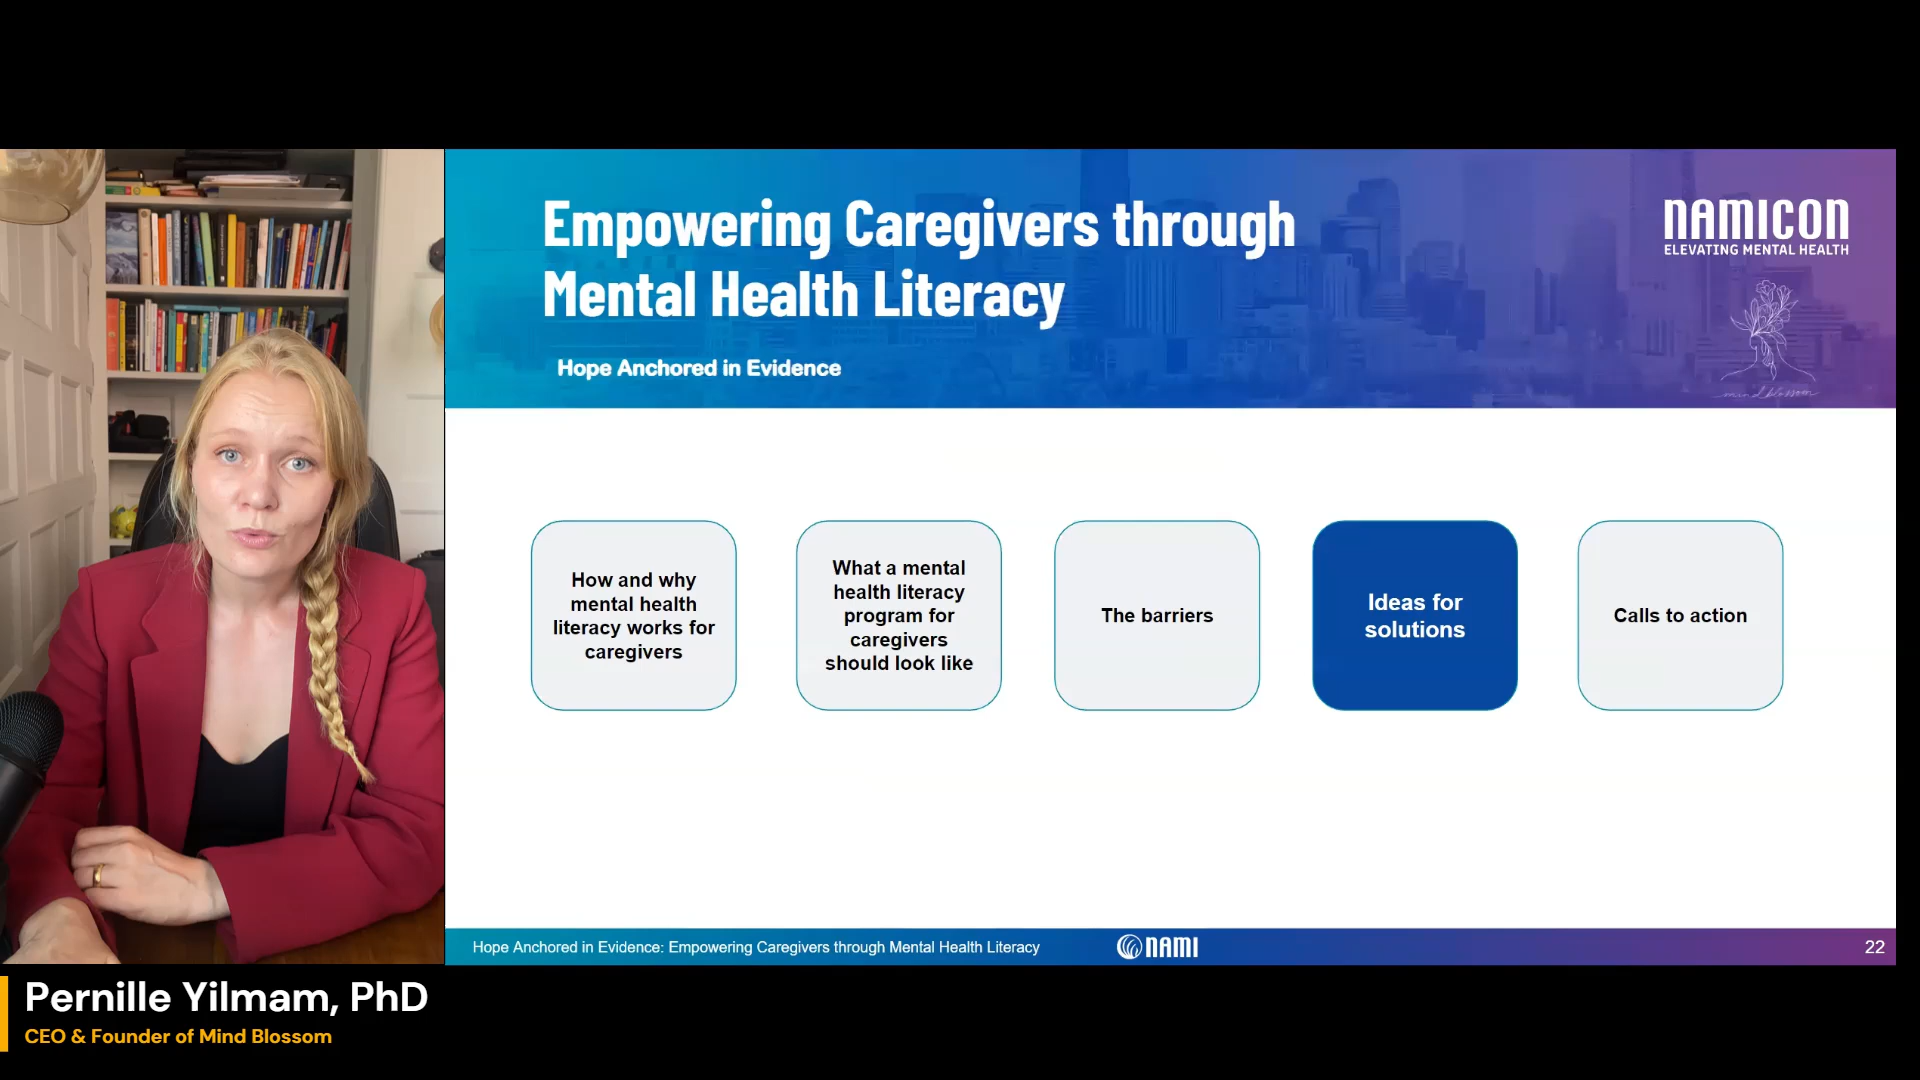 Empowering Caregivers through
Mental Health Literacy
Hope Anchored in Evidence
NAMICON
ELEVATING MENTAL HEALTH
mind blossom
How and why
mental health
literacy works for
caregivers
What a mental
health literacy
program for
caregivers
should look like
The barriers
Ideas for
solutions
Calls to action
Hope Anchored in Evidence: Empowering Caregivers through Mental Health Literacy
NAMI
22
Pernille Yilmam, PhD
CEO & Founder of Mind Blossom